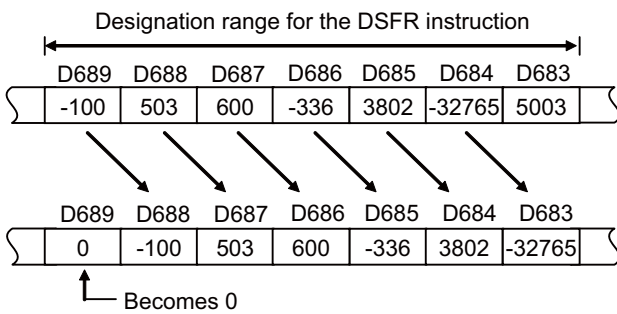 Designation range for the DSFR instruction
D689 D688 D687 D686 D685 D684 D683
-100 503 600 -336 3802 -32765 5003
D689 D688 D687 D686 D685 D684 D683
0 -100 503 600 -336 3802 -32765
Becomes 0